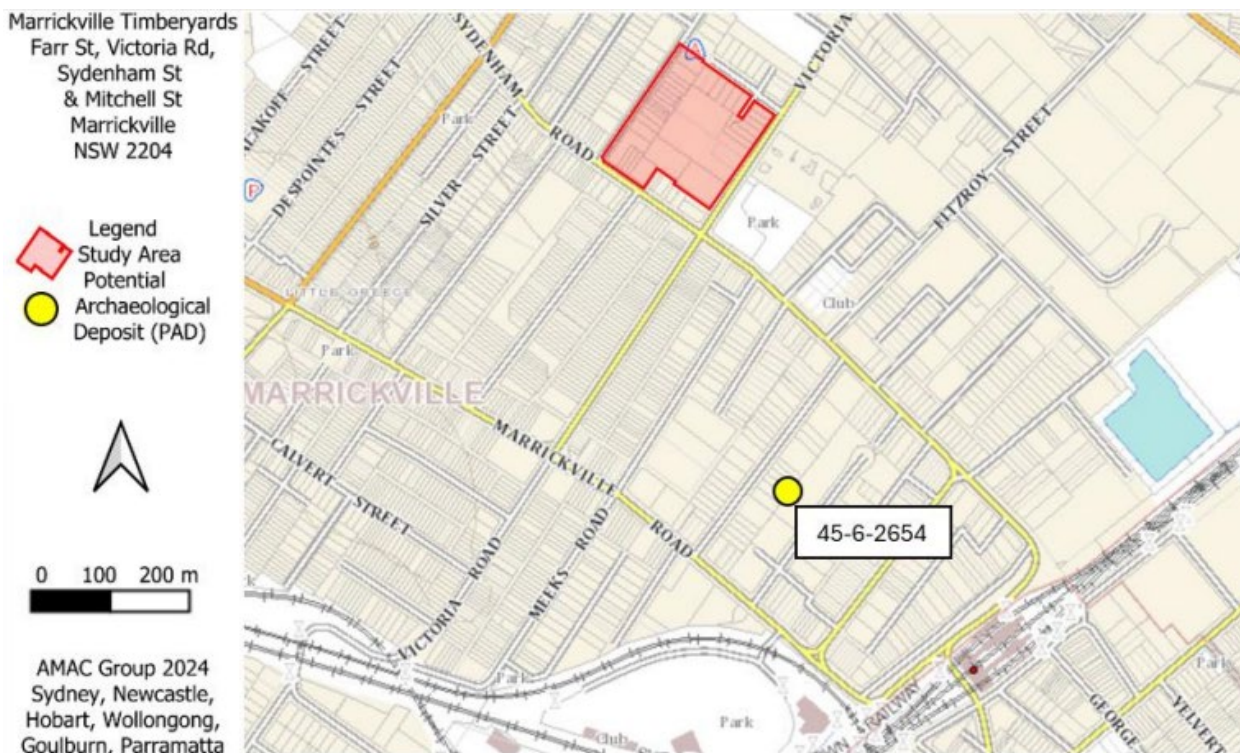 Marrickville Timberyards
Farr St, Victoria Rd,
Sydenham St
& Mitchell St
Marrickville
NSW 2204
Legend
Study Area
Potential
Archaeological
Deposit (PAD)
0 100 200 m
AMAC Group 2024
Sydney, Newcastle,
Hobart, Wollongong,
Goulburn, Parramatta
STREET
DESPOINTES STREET
SILVER STREET
Park
SYDENHAM ROAD
VICTORIA
FITZROY STREET
Park
Club
P
LITTLE GREECE
Park
MARRICKVILLE
MARRICKVILLE ROAD
CALVERT STREET
VICTORIA ROAD
MEEKS ROAD
45-6-2654
Park
Club
Park
RAILWAY
GEORGE
YELVERT
Park